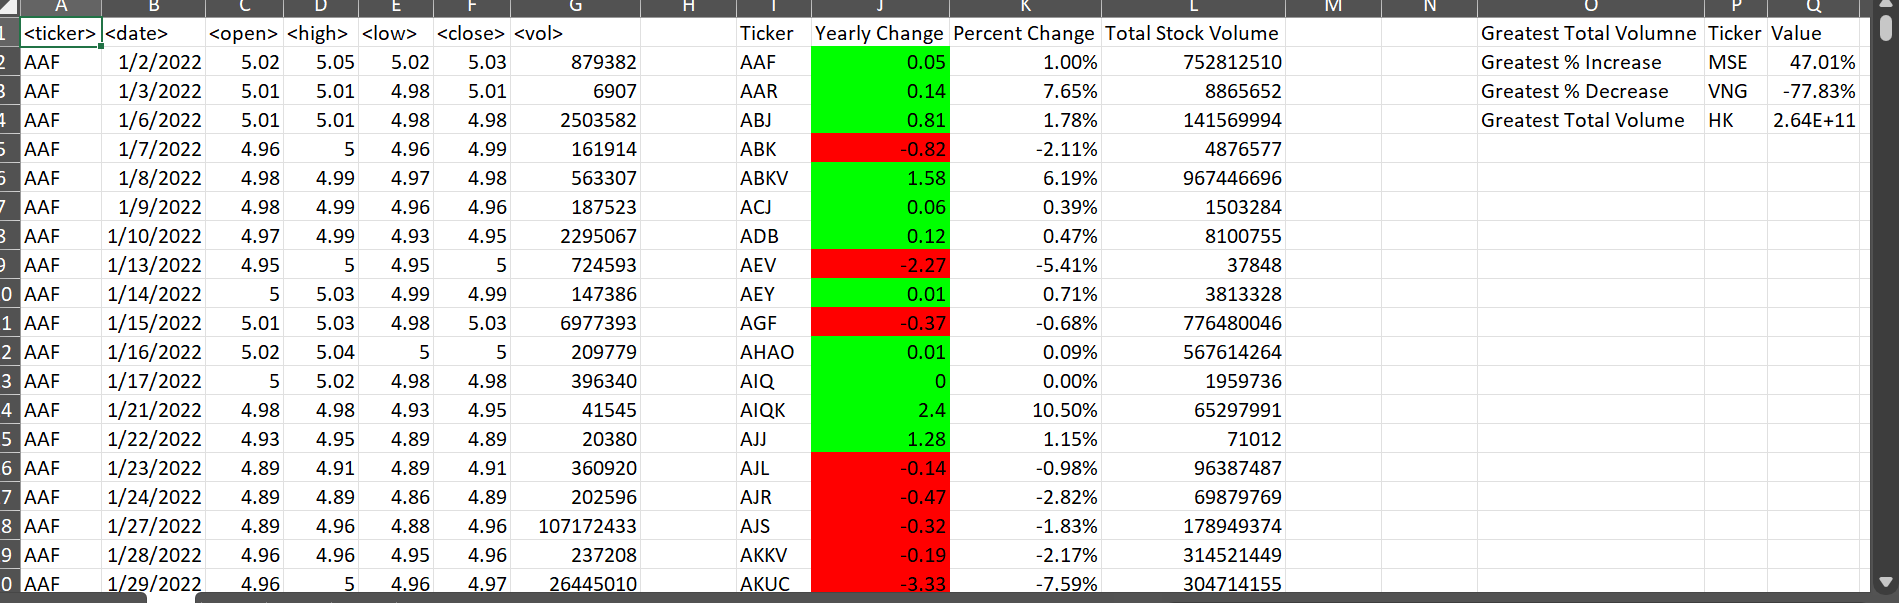 A B C D E F G H I J K L M N O P Q
1 <ticker> <date> <open> <high> <low> <close> <vol> Ticker Yearly Change Percent Change Total Stock Volume Greatest Total Volumne Ticker Value
2 AAF 1/2/2022 5.02 5.05 5.02 5.03 879382 AAF 0.05 1.00% 752812510 Greatest % Increase MSE 47.01%
3 AAF 1/3/2022 5.01 5.01 4.98 5.01 6907 AAR 0.14 7.65% 8865652 Greatest % Decrease VNG -77.83%
4 AAF 1/6/2022 5.01 5.01 4.98 4.98 2503582 ABJ 0.81 1.78% 141569994 Greatest Total Volume HK 2.64E+11
5 AAF 1/7/2022 4.96 5 4.96 4.99 161914 ABK -0.82 -2.11% 4876577
6 AAF 1/8/2022 4.98 4.99 4.97 4.98 563307 ABKV 1.58 6.19% 967446696
7 AAF 1/9/2022 4.98 4.99 4.96 4.96 187523 ACJ 0.06 0.39% 1503284
8 AAF 1/10/2022 4.97 4.99 4.93 4.95 2295067 ADB 0.12 0.47% 8100755
9 AAF 1/13/2022 4.95 5 4.95 5 724593 AEV -2.27 -5.41% 37848
0 AAF 1/14/2022 5 5.03 4.99 4.99 147386 AEY 0.01 0.71% 3813328
1 AAF 1/15/2022 5.01 5.03 4.98 5.03 6977393 AGF -0.37 -0.68% 776480046
2 AAF 1/16/2022 5.02 5.04 5 5 209779 AHAO 0.01 0.09% 567614264
3 AAF 1/17/2022 5 5.02 4.98 4.98 396340 AIQ 0 0.00% 1959736
4 AAF 1/21/2022 4.98 4.98 4.93 4.95 41545 AIQK 2.4 10.50% 65297991
5 AAF 1/22/2022 4.93 4.95 4.89 4.89 20380 AJJ 1.28 1.15% 71012
6 AAF 1/23/2022 4.89 4.91 4.89 4.91 360920 AJL -0.14 -0.98% 96387487
7 AAF 1/24/2022 4.89 4.89 4.86 4.89 202596 AJR -0.47 -2.82% 69879769
8 AAF 1/27/2022 4.89 4.96 4.88 4.96 107172433 AJS -0.32 -1.83% 178949374
9 AAF 1/28/2022 4.96 4.96 4.95 4.96 237208 AKKV -0.19 -2.17% 314521449
0 AAF 1/29/2022 4.96 5 4.96 4.97 26445010 AKUC -3.33 -7.59% 304714155